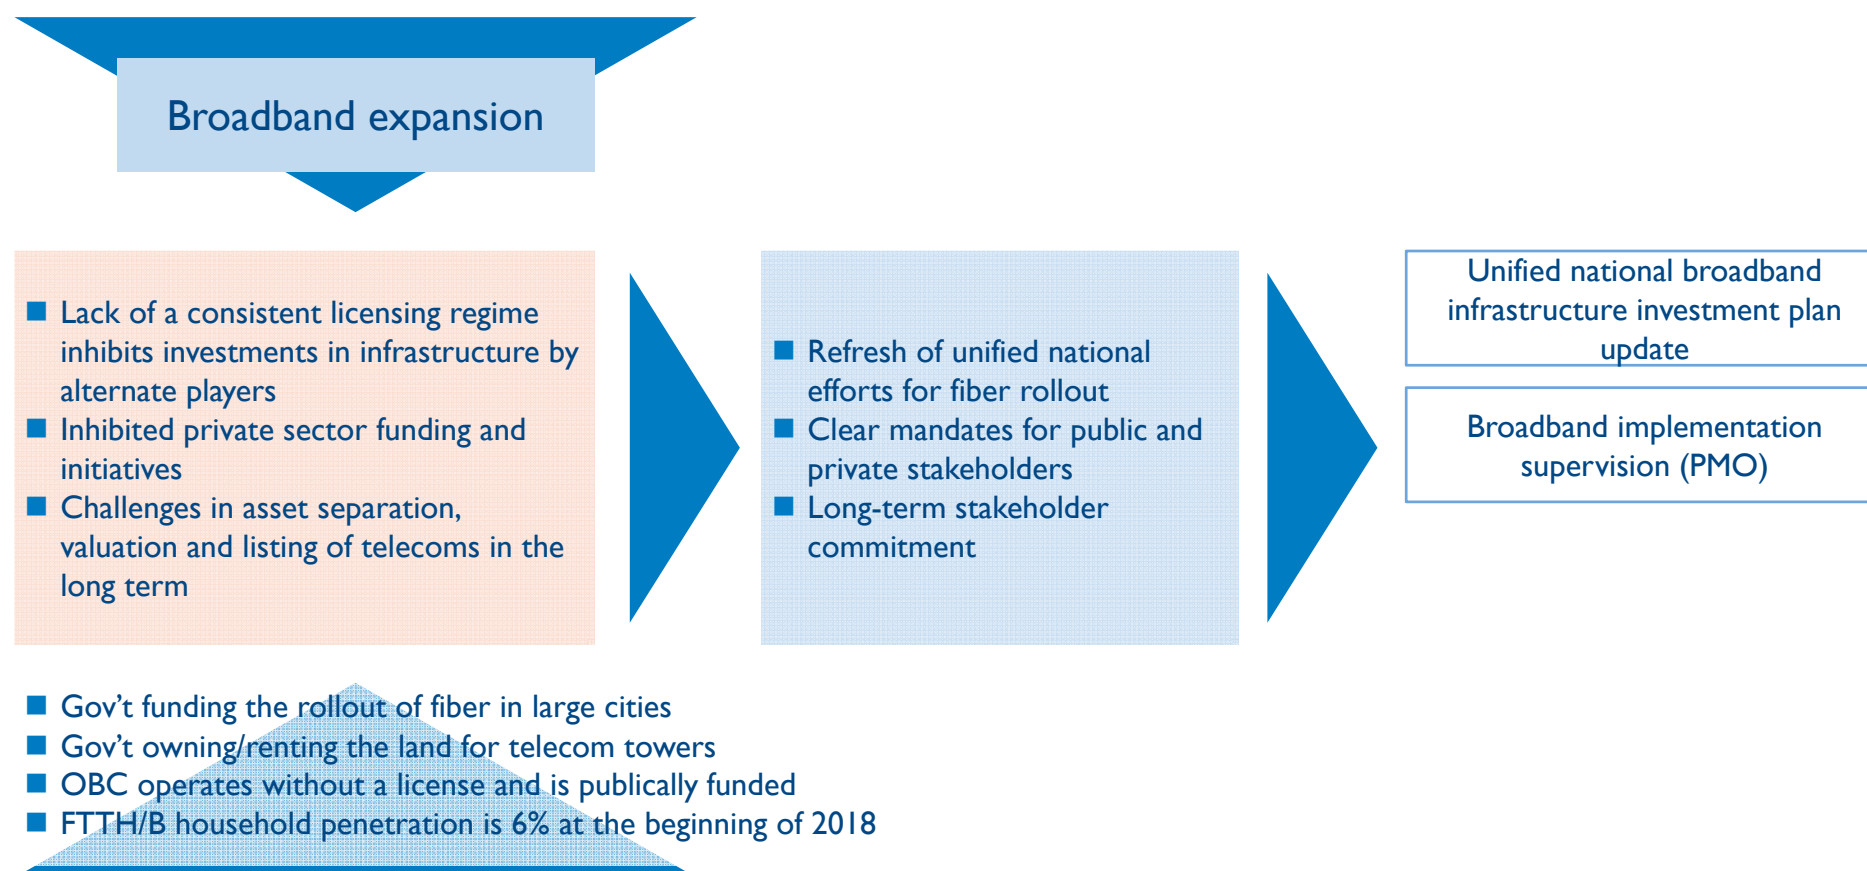 Broadband expansion
■ Lack of a consistent licensing regime
inhibits investments in infrastructure by
alternate players
■ Inhibited private sector funding and
initiatives
■ Challenges in asset separation,
valuation and listing of telecoms in the
long term
■ Refresh of unified national
efforts for fiber rollout
■ Clear mandates for public and
private stakeholders
■ Long-term stakeholder
commitment
Unified national broadband
infrastructure investment plan
update
Broadband implementation
supervision (PMO)
■ Gov’t funding the rollout of fiber in large cities
■ Gov’t owning/renting the land for telecom towers
■ OBC operates without a license and is publically funded
■ FTTH/B household penetration is 6% at the beginning of 2018